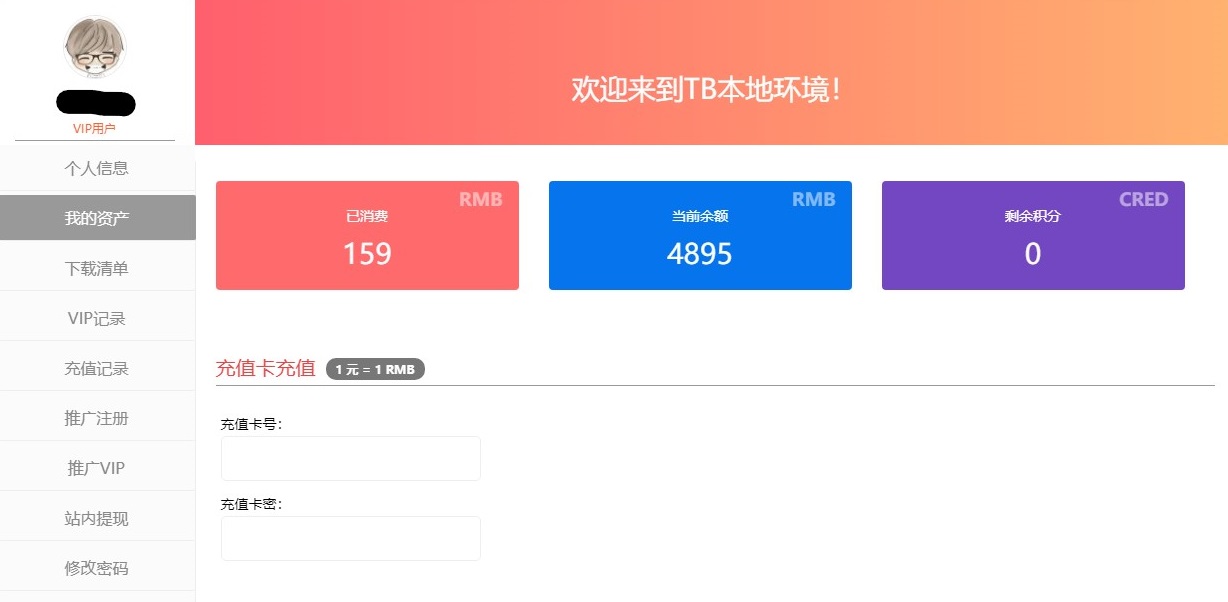 VIP用户
个人信息
我的资产
下载清单
VIP记录
充值记录
推广注册
推广VIP
站内提现
修改密码
欢迎来到TB本地环境！
RMB
已消费
159
RMB
当前余额
4895
CRED
剩余积分
0
充值卡充值 1 元 = 1 RMB
充值卡号：
充值卡密：